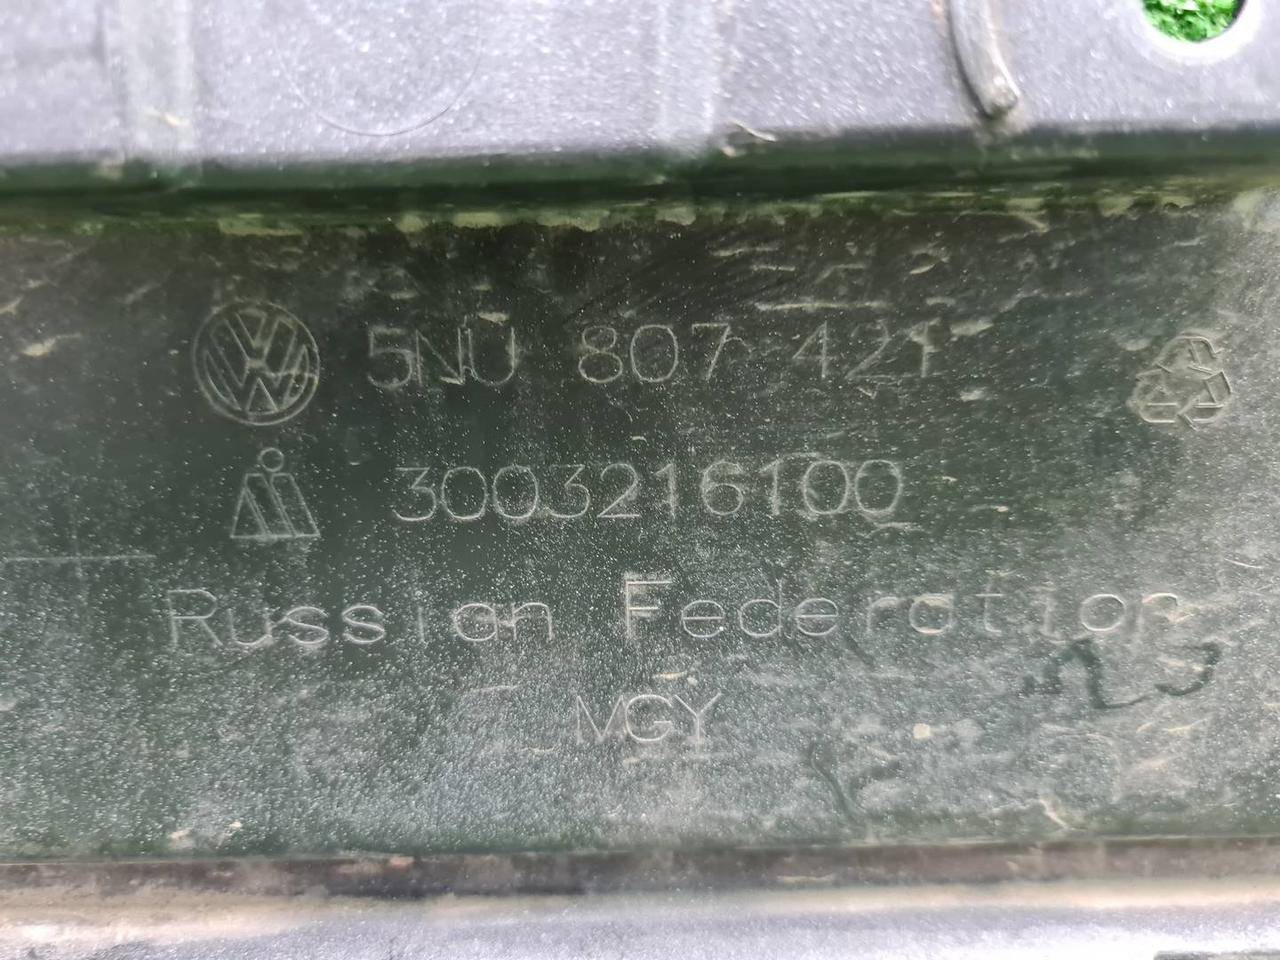 5NU 807 421
3003216100
Russian Federation
MGY